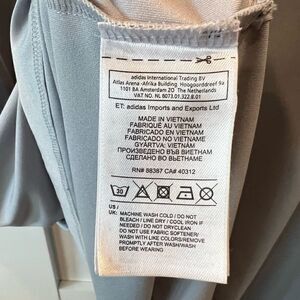 adidas International Trading BV
Atlas Arena -Afrika Building Hoogoorddreef 9a
1101 BA Amsterdam ZO The Netherlands
VAT NO. NL 8073.01.322.B.01
ET: adidas Imports and Exports Ltd
MADE IN VIETNAM
FABRIQUÉ AU VIETNAM
FABRICADO EN VIETNAM
FABRICADO NO VIETNAM
GYÁRTVA: VIETNAM
ПРОИЗВЕДЕНО ВЪВ ВИЕТНАМ
СДЕЛАНО ВО ВЬЕТНАМЕ
RN# 88387 CA# 40312
30
US /
UK: MACHINE WASH COLD / DO NOT
BLEACH / LINE DRY / COOL IRON IF
NEEDED / DO NOT DRYCLEAN
DO NOT USE FABRIC SOFTENER/
WASH WITH LIKE COLORS/REMOVE
PROMPTLY AFTER WASH/WASH
BEFORE WEARING